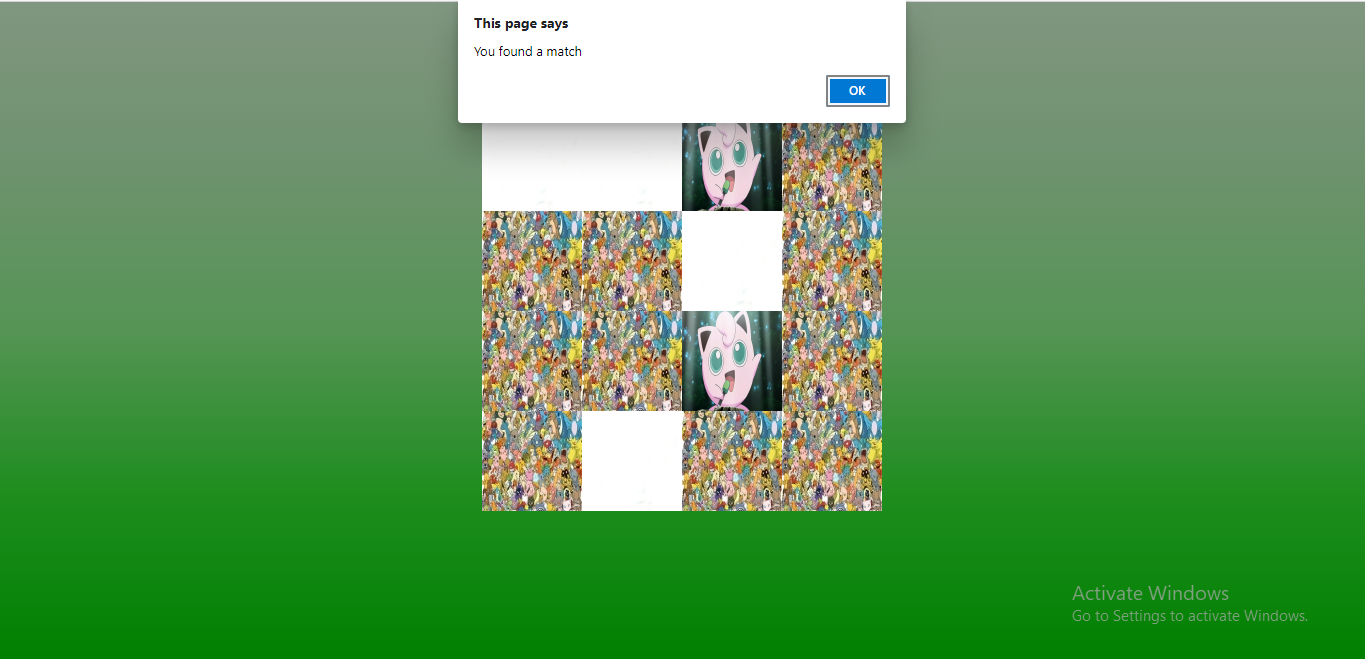 This page says
You found a match
OK
Activate Windows
Go to Settings to activate Windows.